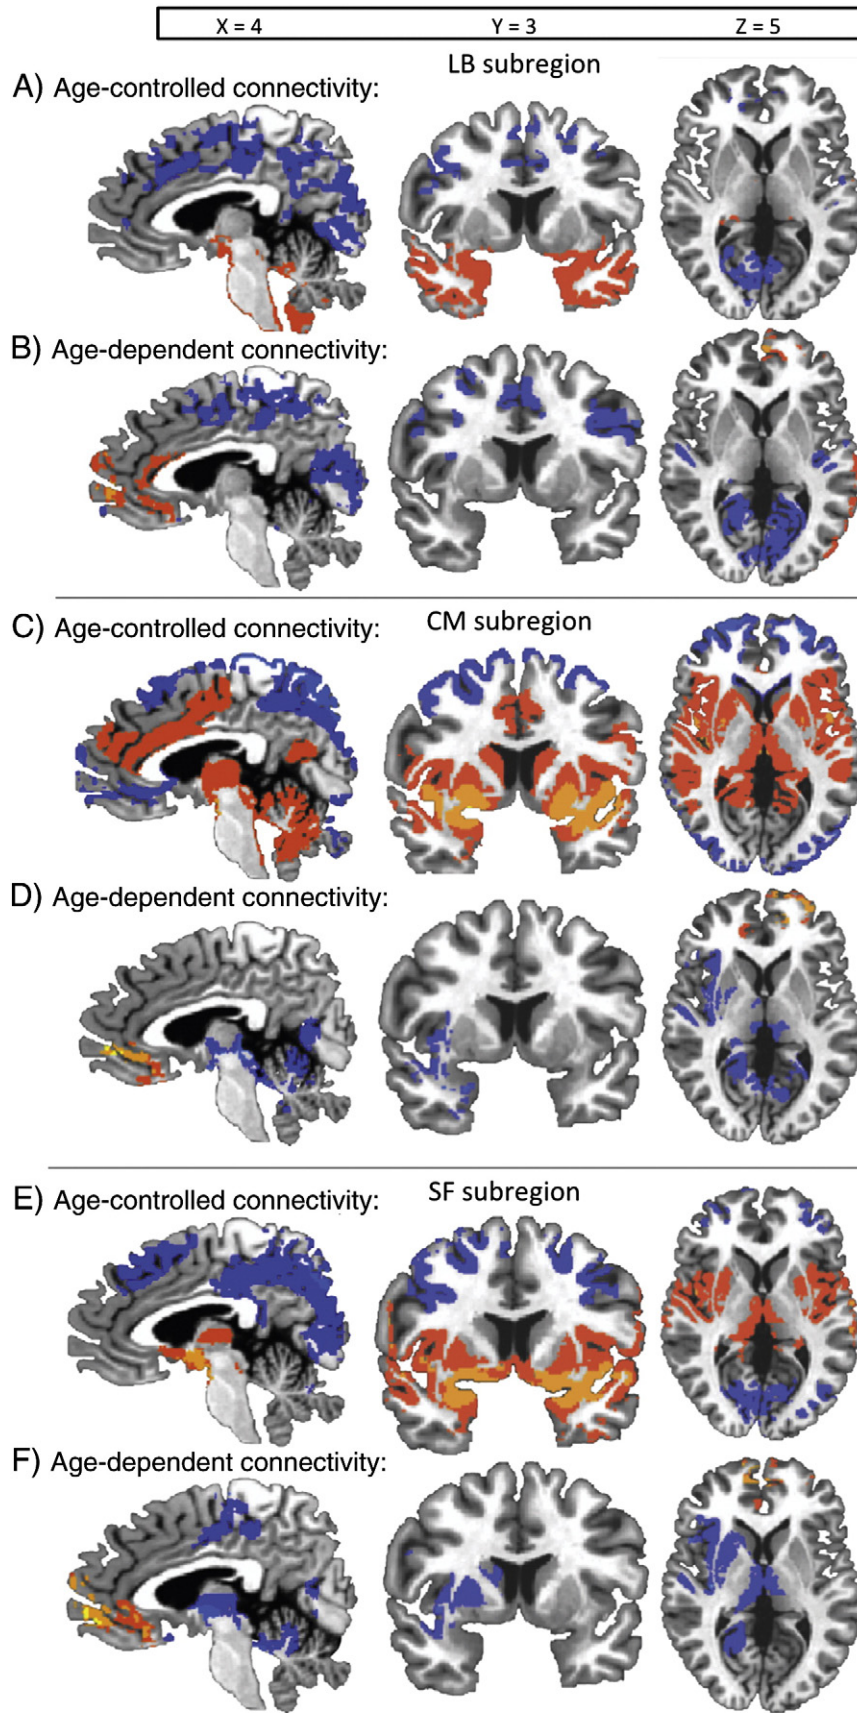 X = 4 Y = 3 Z = 5
LB subregion
A) Age-controlled connectivity:
B) Age-dependent connectivity:
CM subregion
C) Age-controlled connectivity:
D) Age-dependent connectivity:
SF subregion
E) Age-controlled connectivity:
F) Age-dependent connectivity: